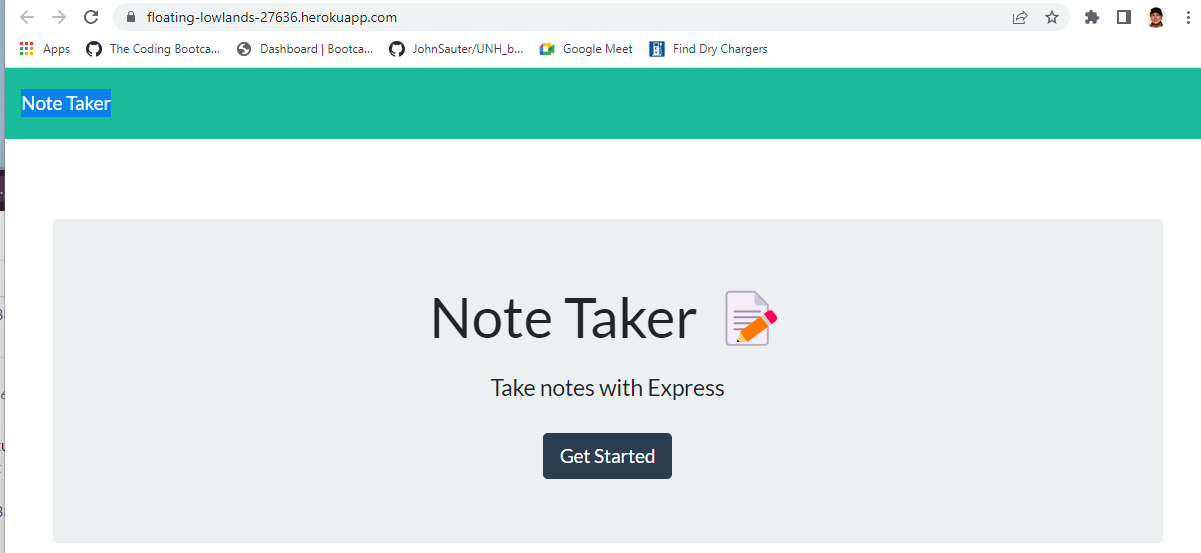 floating-lowlands-27636.herokuapp.com
Apps The Coding Bootca... Dashboard | Bootca... JohnSauter/UNH_b... Google Meet Find Dry Chargers
Note Taker
Note Taker
Take notes with Express
Get Started